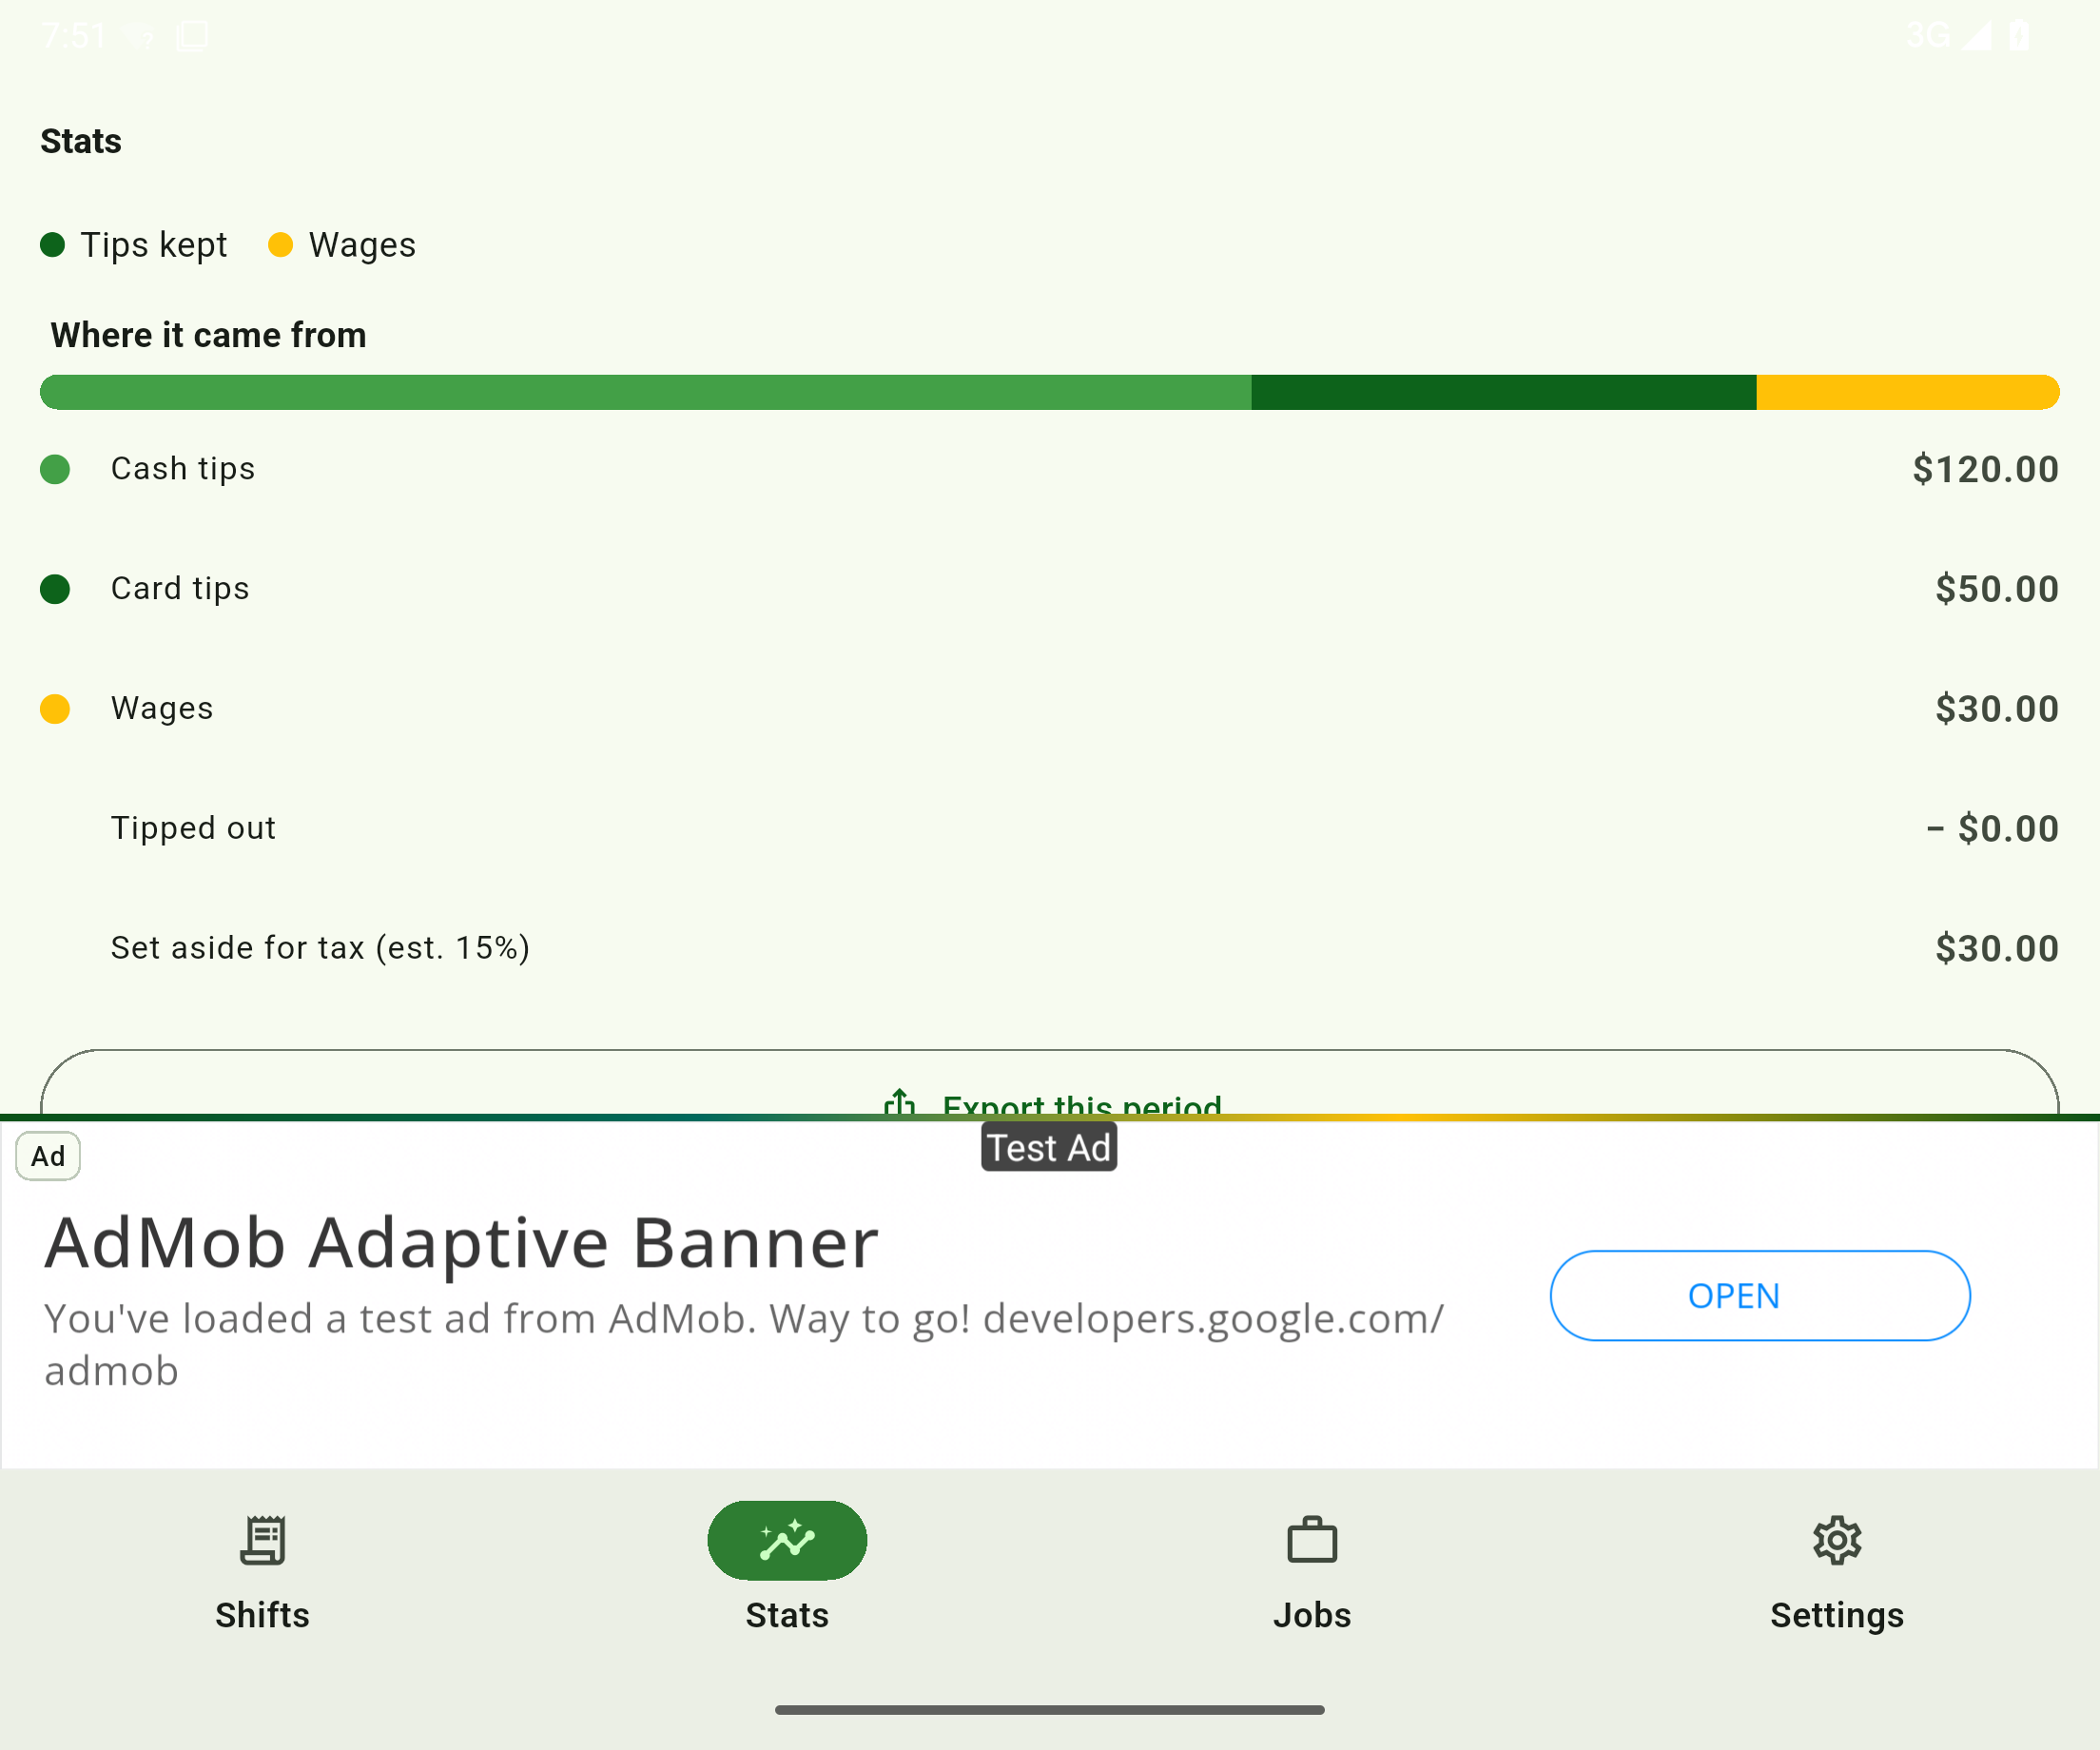 7:51
3G
Stats
Tips kept
Wages
Where it came from
Cash tips
$120.00
Card tips
$50.00
Wages
$30.00
Tipped out
− $0.00
Set aside for tax (est. 15%)
$30.00
Export this period
Ad
Test Ad
AdMob Adaptive Banner
You've loaded a test ad from AdMob. Way to go! developers.google.com/
admob
OPEN
Shifts
Stats
Jobs
Settings